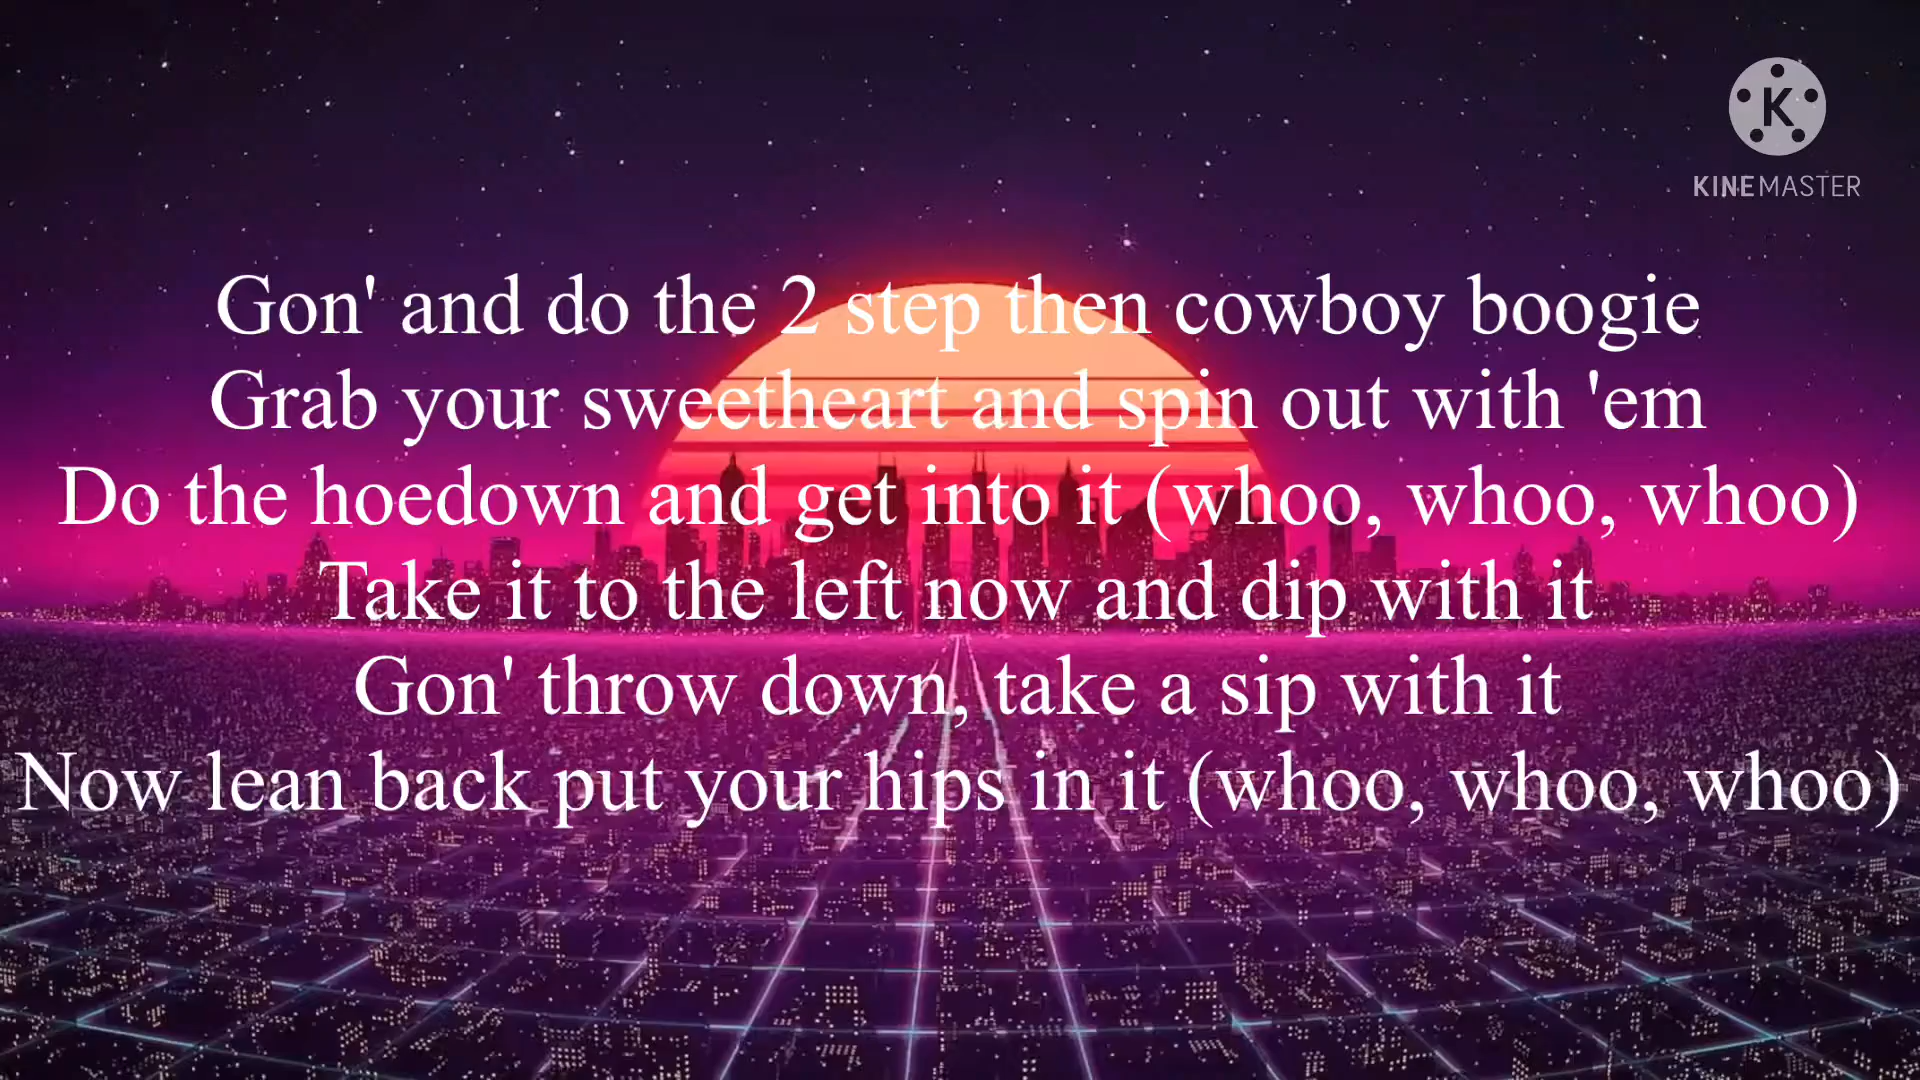 K
KINEMASTER
Gon' and do the 2 step then cowboy boogie
Grab your sweetheart and spin out with 'em
Do the hoedown and get into it (whoo, whoo, whoo)
Take it to the left now and dip with it
Gon' throw down, take a sip with it
Now lean back put your hips in it (whoo, whoo, whoo)